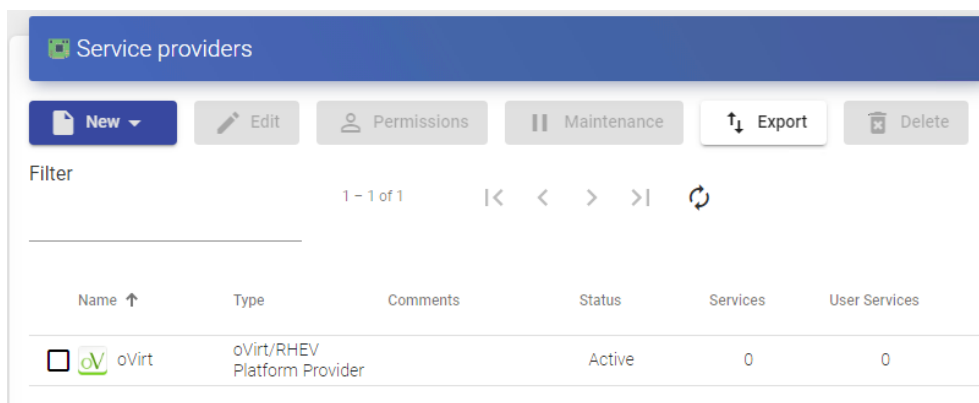 Service providers
New Edit Permissions Maintenance Export Delete
Filter
1 – 1 of 1
Name Type Comments Status Services User Services
oV oVirt oVirt/RHEV Platform Provider Active 0 0